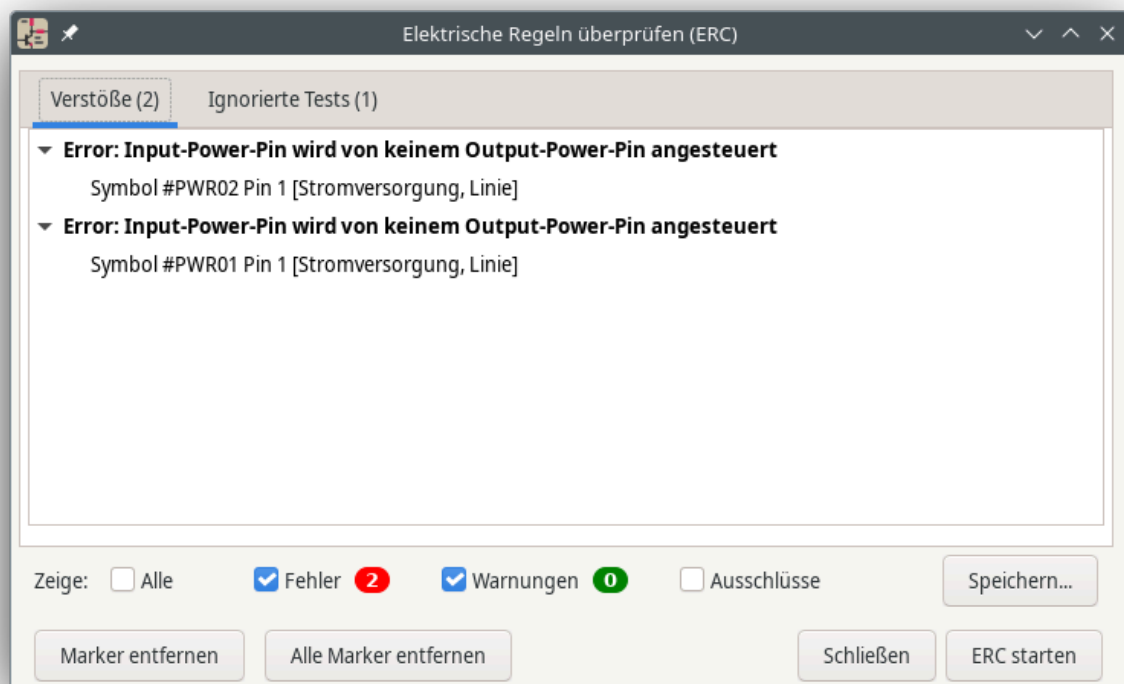 Elektrische Regeln überprüfen (ERC)
Verstöße (2) Ignorierte Tests (1)
Error: Input-Power-Pin wird von keinem Output-Power-Pin angesteuert
Symbol #PWR02 Pin 1 [Stromversorgung, Linie]
Error: Input-Power-Pin wird von keinem Output-Power-Pin angesteuert
Symbol #PWR01 Pin 1 [Stromversorgung, Linie]
Zeige: Alle Fehler 2 Warnungen 0 Ausschlüsse Speichern...
Marker entfernen Alle Marker entfernen Schließen ERC starten